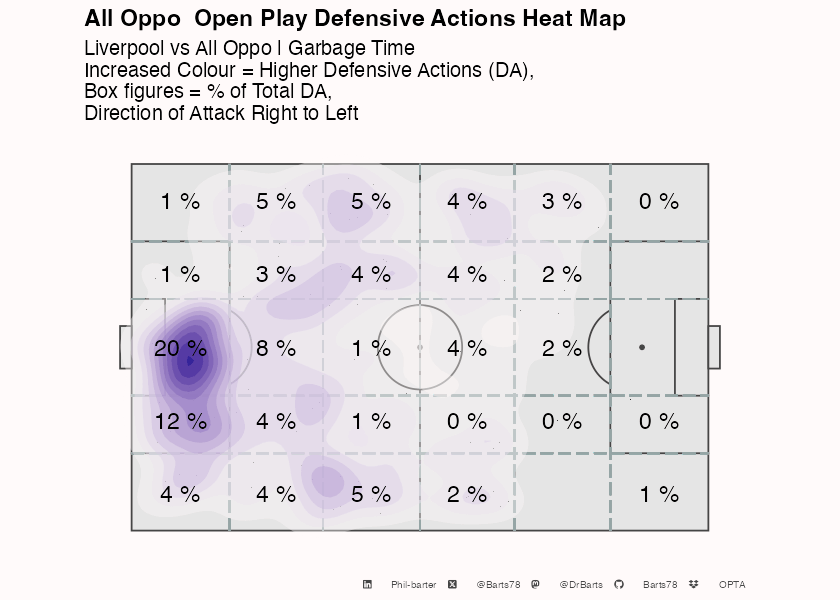 All Oppo  Open Play Defensive Actions Heat Map
Liverpool vs All Oppo I Garbage Time
Increased Colour = Higher Defensive Actions (DA),
Box figures = % of Total DA,
Direction of Attack Right to Left
1 % 5 % 5 % 4 % 3 % 0 %
1 % 3 % 4 % 4 % 2 %
20 % 8 % 1 % 4 % 2 %
12 % 4 % 1 % 0 % 0 % 0 %
4 % 4 % 5 % 2 % 1 %
Phil-barter @Barts78 @DrBarts Barts78 OPTA